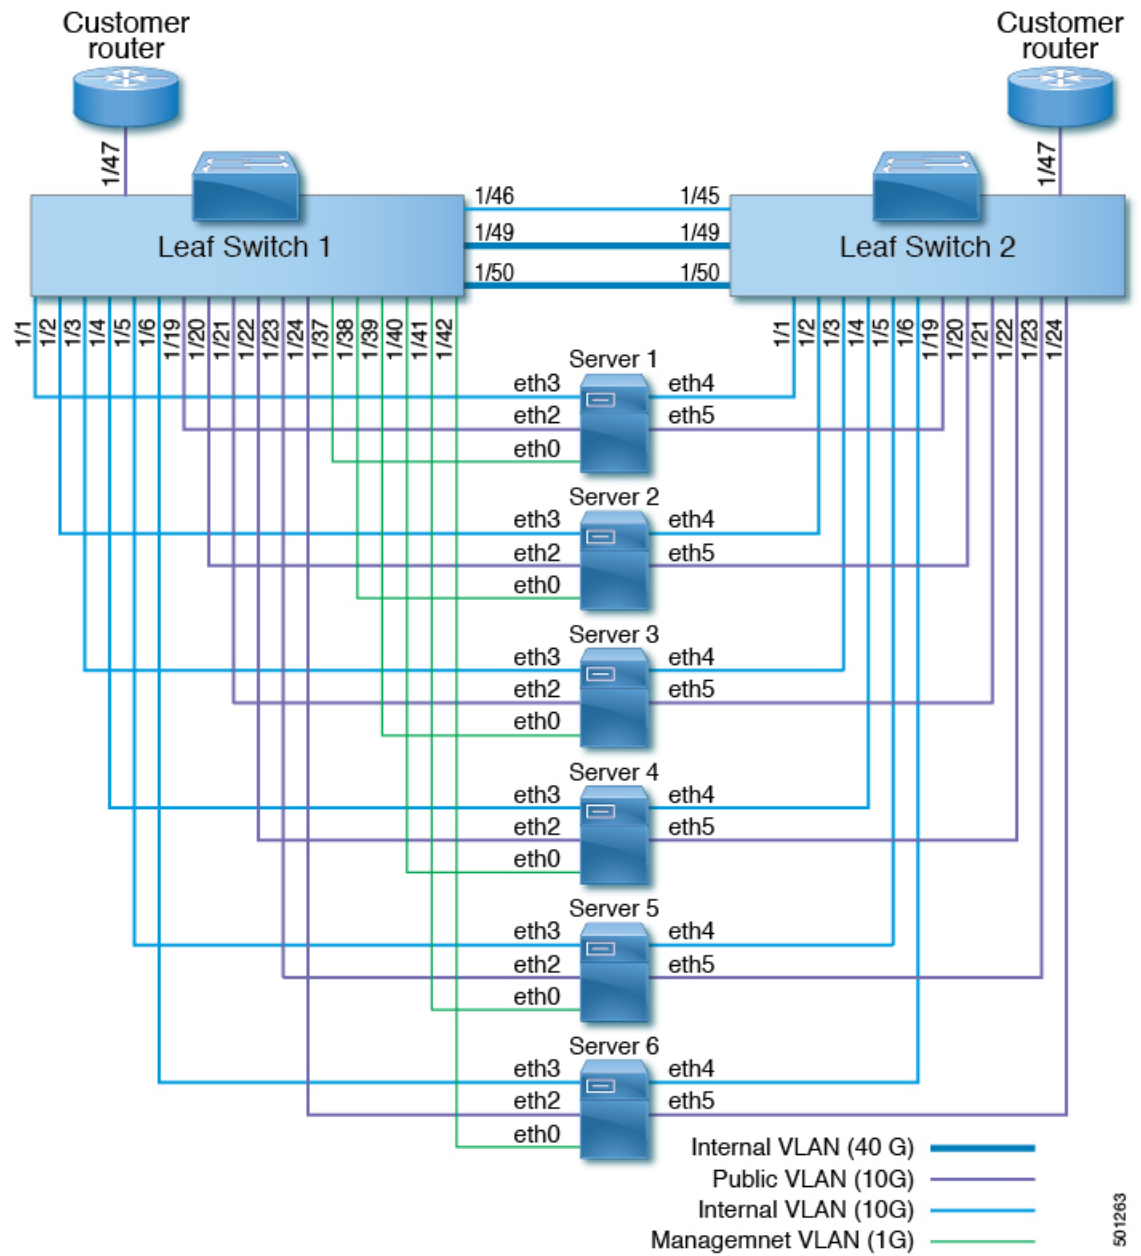 Customer
router
Customer
router
1/47
1/47
1/46
1/45
Leaf Switch 1
1/49
1/49
Leaf Switch 2
1/50
1/50
1/1
1/2
1/3
1/4
1/5
1/6
1/19
1/20
1/21
1/22
1/23
1/24
1/37
1/38
1/39
1/40
1/41
1/42
1/1
1/2
1/3
1/4
1/5
1/6
1/19
1/20
1/21
1/22
1/23
1/24
Server 1
eth3
eth4
eth2
eth5
eth0
Server 2
eth3
eth4
eth2
eth5
eth0
Server 3
eth3
eth4
eth2
eth5
eth0
Server 4
eth3
eth4
eth2
eth5
eth0
Server 5
eth3
eth4
eth2
eth5
eth0
Server 6
eth3
eth4
eth2
eth5
eth0
Internal VLAN (40 G)
Public VLAN (10G)
Internal VLAN (10G)
Managemnet VLAN (1G)
501263